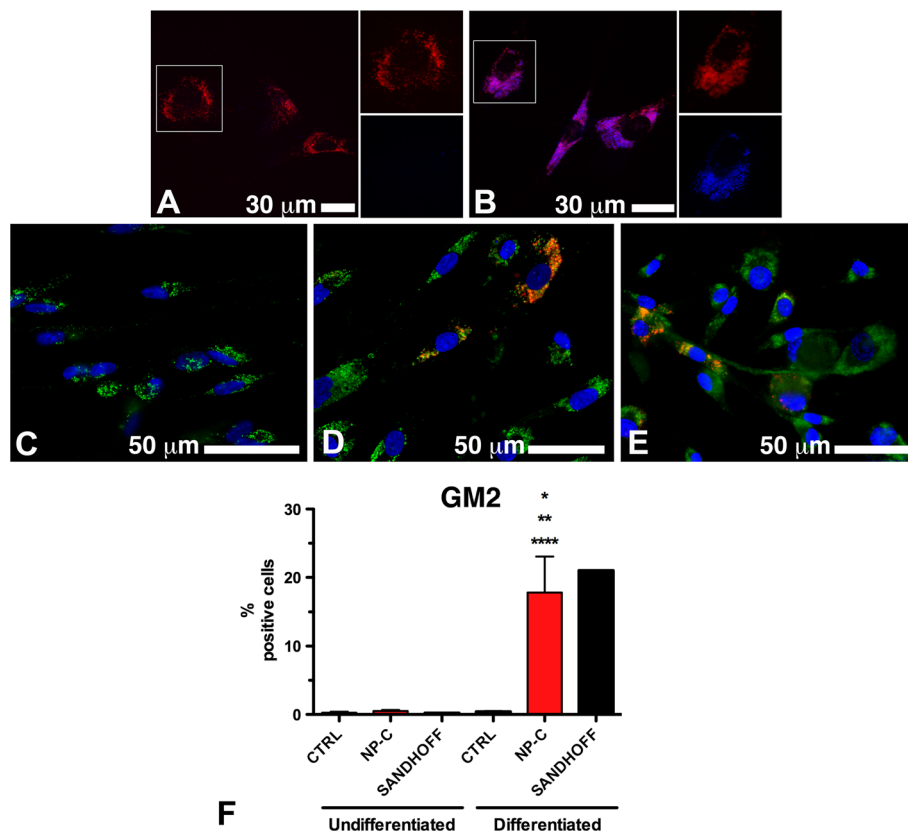 A
30 μm
B
30 μm
C
50 μm
D
50 μm
E
50 μm
GM2
*
**
****
30
20
10
0
%
positive cells
CTRL
NP-C
SANDHOFF
CTRL
NP-C
SANDHOFF
Undifferentiated
Differentiated
F